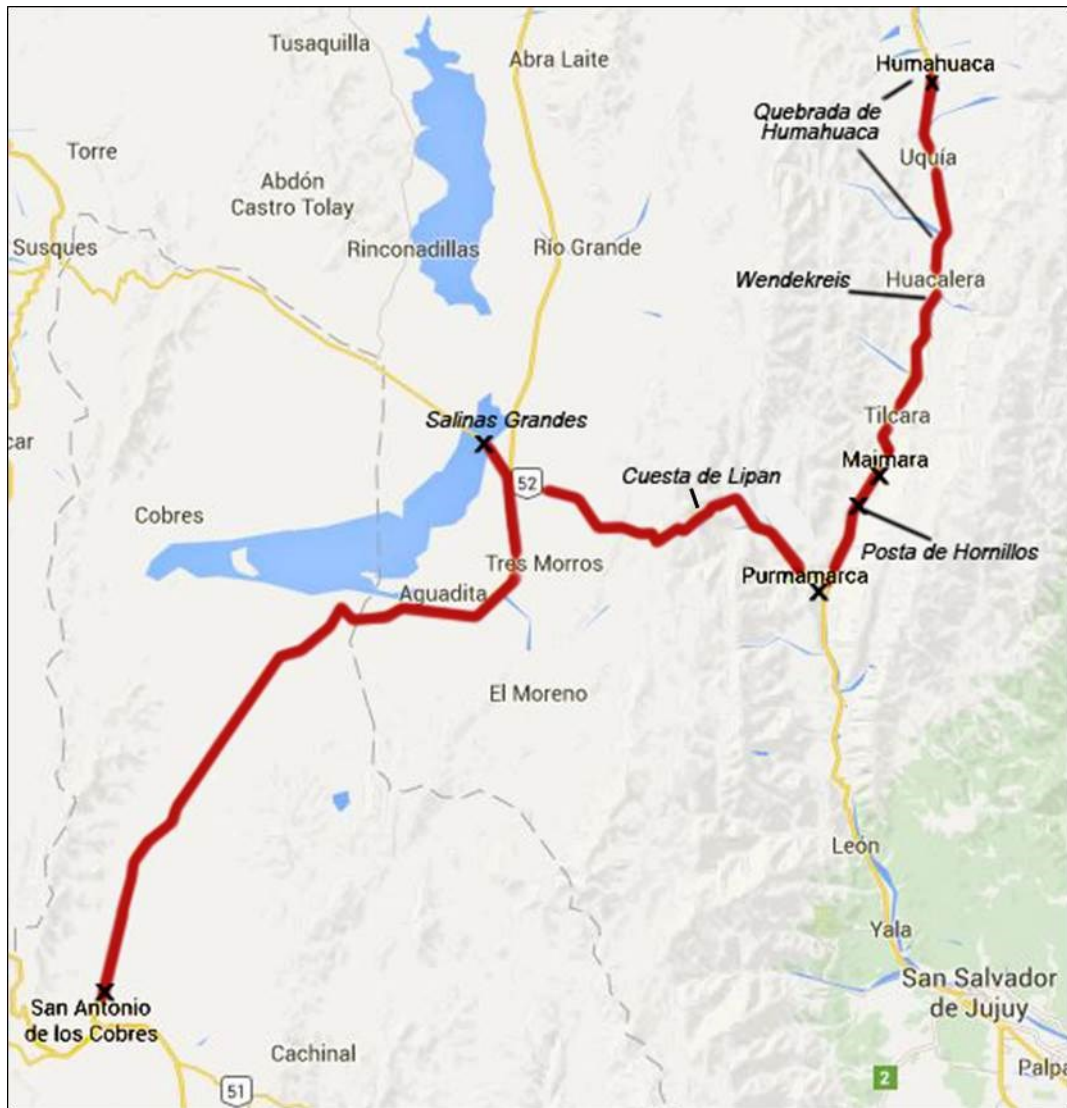 Tusaquilla
Abra Laite
Humahuaca
Quebrada de
Humahuaca
Torre
Uquía
Abdón
Castro Tolay
Susques
Rinconadillas
Río Grande
Wendekreis
Huacalera
Salinas Grandes
Tilcara
car
Maimara
Cuesta de Lipan
52
Cobres
Posta de Hornillos
Tres Morros
Purmamarca
Aguadita
El Moreno
León
Yala
San Salvador
de Jujuy
San Antonio
de los Cobres
Cachinal
51
2
Palpa